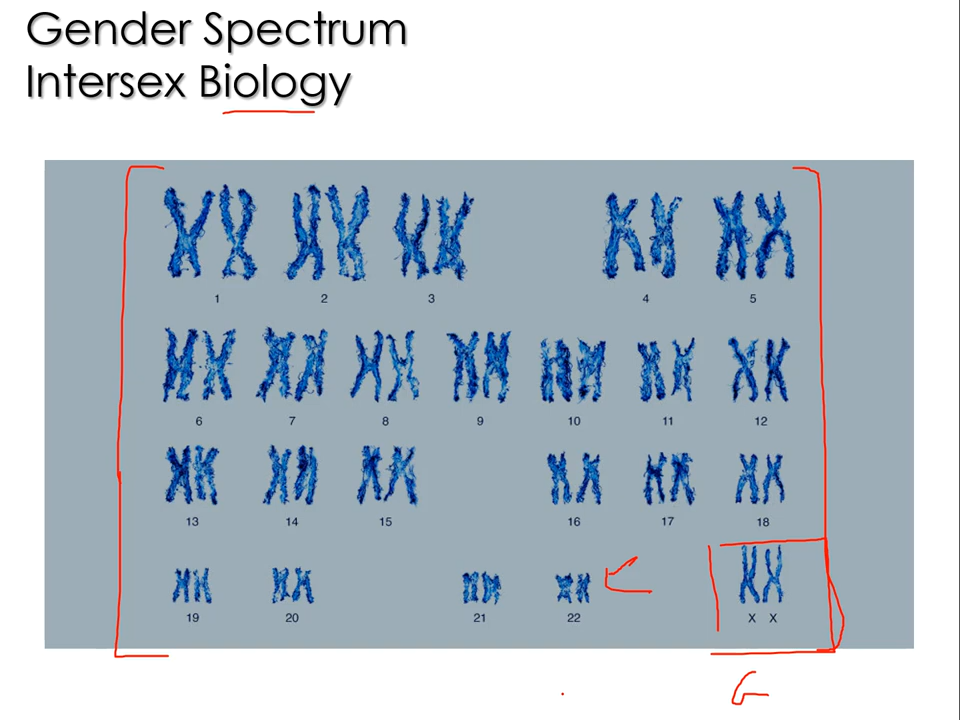 Gender Spectrum
Intersex Biology
1 2 3 4 5
6 7 8 9 10 11 12
13 14 15 16 17 18
19 20 21 22 X X